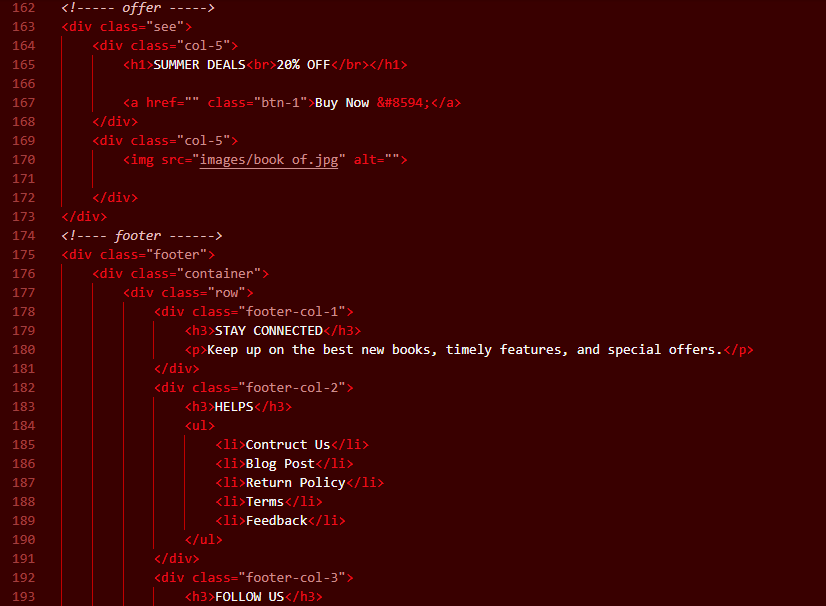 162 <!----- offer ----->
163 <div class="see">
164 <div class="col-5">
165 <h1>SUMMER DEALS<br>20% OFF</br></h1>
166
167 <a href="" class="btn-1">Buy Now &#8594;</a>
168 </div>
169 <div class="col-5">
170 <img src="images/book of.jpg" alt="">
171
172 </div>
173 </div>
174 <!---- footer ------>
175 <div class="footer">
176 <div class="container">
177 <div class="row">
178 <div class="footer-col-1">
179 <h3>STAY CONNECTED</h3>
180 <p>Keep up on the best new books, timely features, and special offers.</p>
181 </div>
182 <div class="footer-col-2">
183 <h3>HELPS</h3>
184 <ul>
185 <li>Contruct Us</li>
186 <li>Blog Post</li>
187 <li>Return Policy</li>
188 <li>Terms</li>
189 <li>Feedback</li>
190 </ul>
191 </div>
192 <div class="footer-col-3">
193 <h3>FOLLOW US</h3>